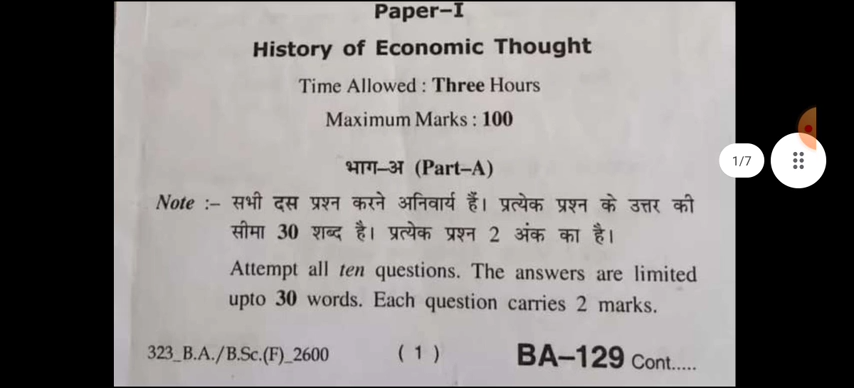 Paper–I
History of Economic Thought
Time Allowed : Three Hours
Maximum Marks : 100
भाग–अ (Part–A)
Note :– सभी दस प्रश्न करने अनिवार्य हैं। प्रत्येक प्रश्न के उत्तर की
सीमा 30 शब्द है। प्रत्येक प्रश्न 2 अंक का है।
Attempt all ten questions. The answers are limited
upto 30 words. Each question carries 2 marks.
323_B.A./B.Sc.(F)_2600 ( 1 ) BA–129 Cont.....
1/7